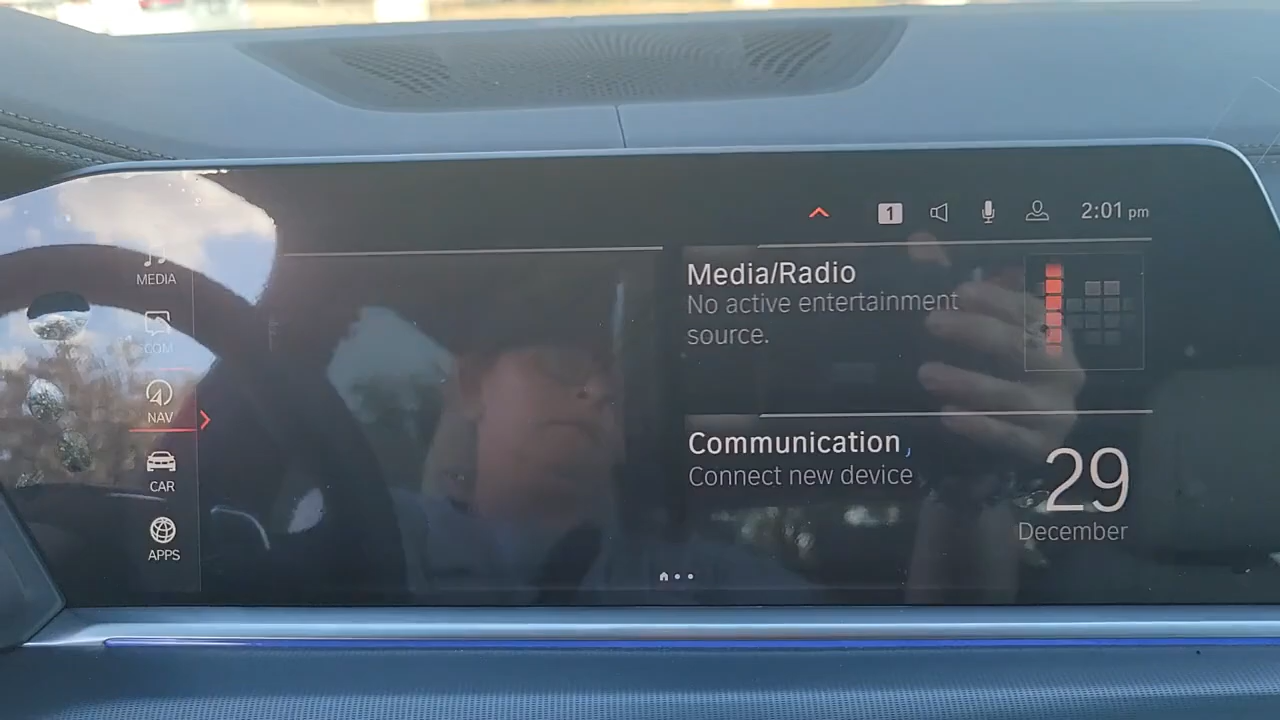 1
2:01 pm
MEDIA
COM
NAV
CAR
APPS
Media/Radio
No active entertainment
source.
Communication
Connect new device
29
December